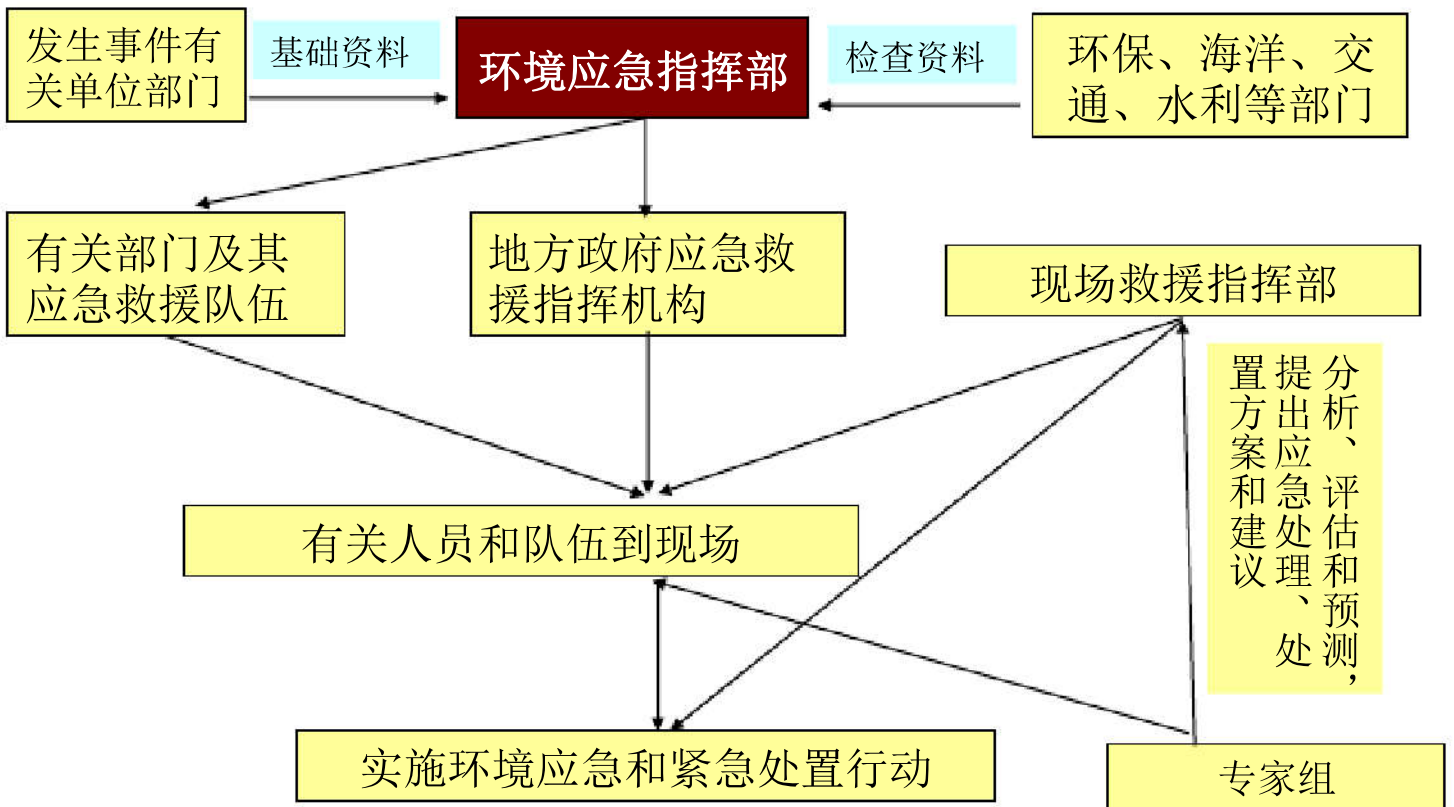 发生事件有
关单位部门
基础资料
环境应急指挥部
检查资料
环保、海洋、交
通、水利等部门
有关部门及其
应急救援队伍
地方政府应急救
援指挥机构
现场救援指挥部
分析、评估和预测，
提出应急处理、处
置方案和建议
有关人员和队伍到现场
实施环境应急和紧急处置行动
专家组